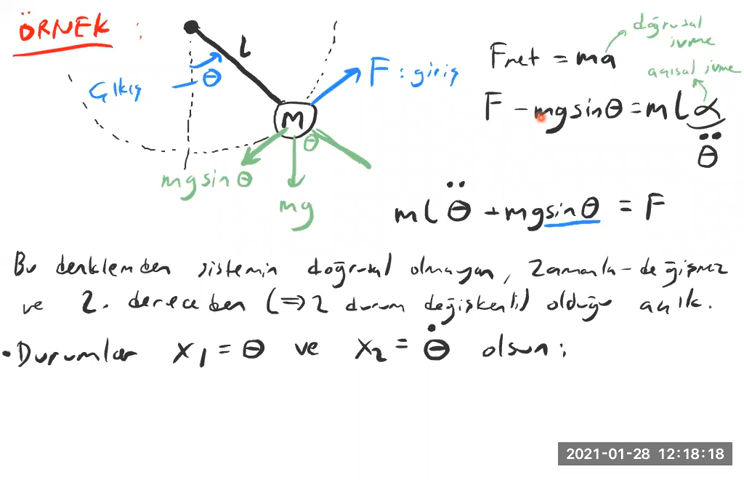 ÖRNEK :
L
θ
Çıkış
F : giriş
M
θ
mg sinθ
mg
doğrusal ivme
Fnet = ma
açısal ivme
F - mg sinθ = m L α
θ̈
m L θ̈ + mg sinθ = F
Bu denklemden sistemin doğrusal olmayan, zamanla-değişmez
ve 2. dereceden (⇒ 2 durum değişkenli) olduğu açık.
• Durumlar x₁ = θ ve x₂ = θ̇ olsun :
2021-01-28 12:18:18